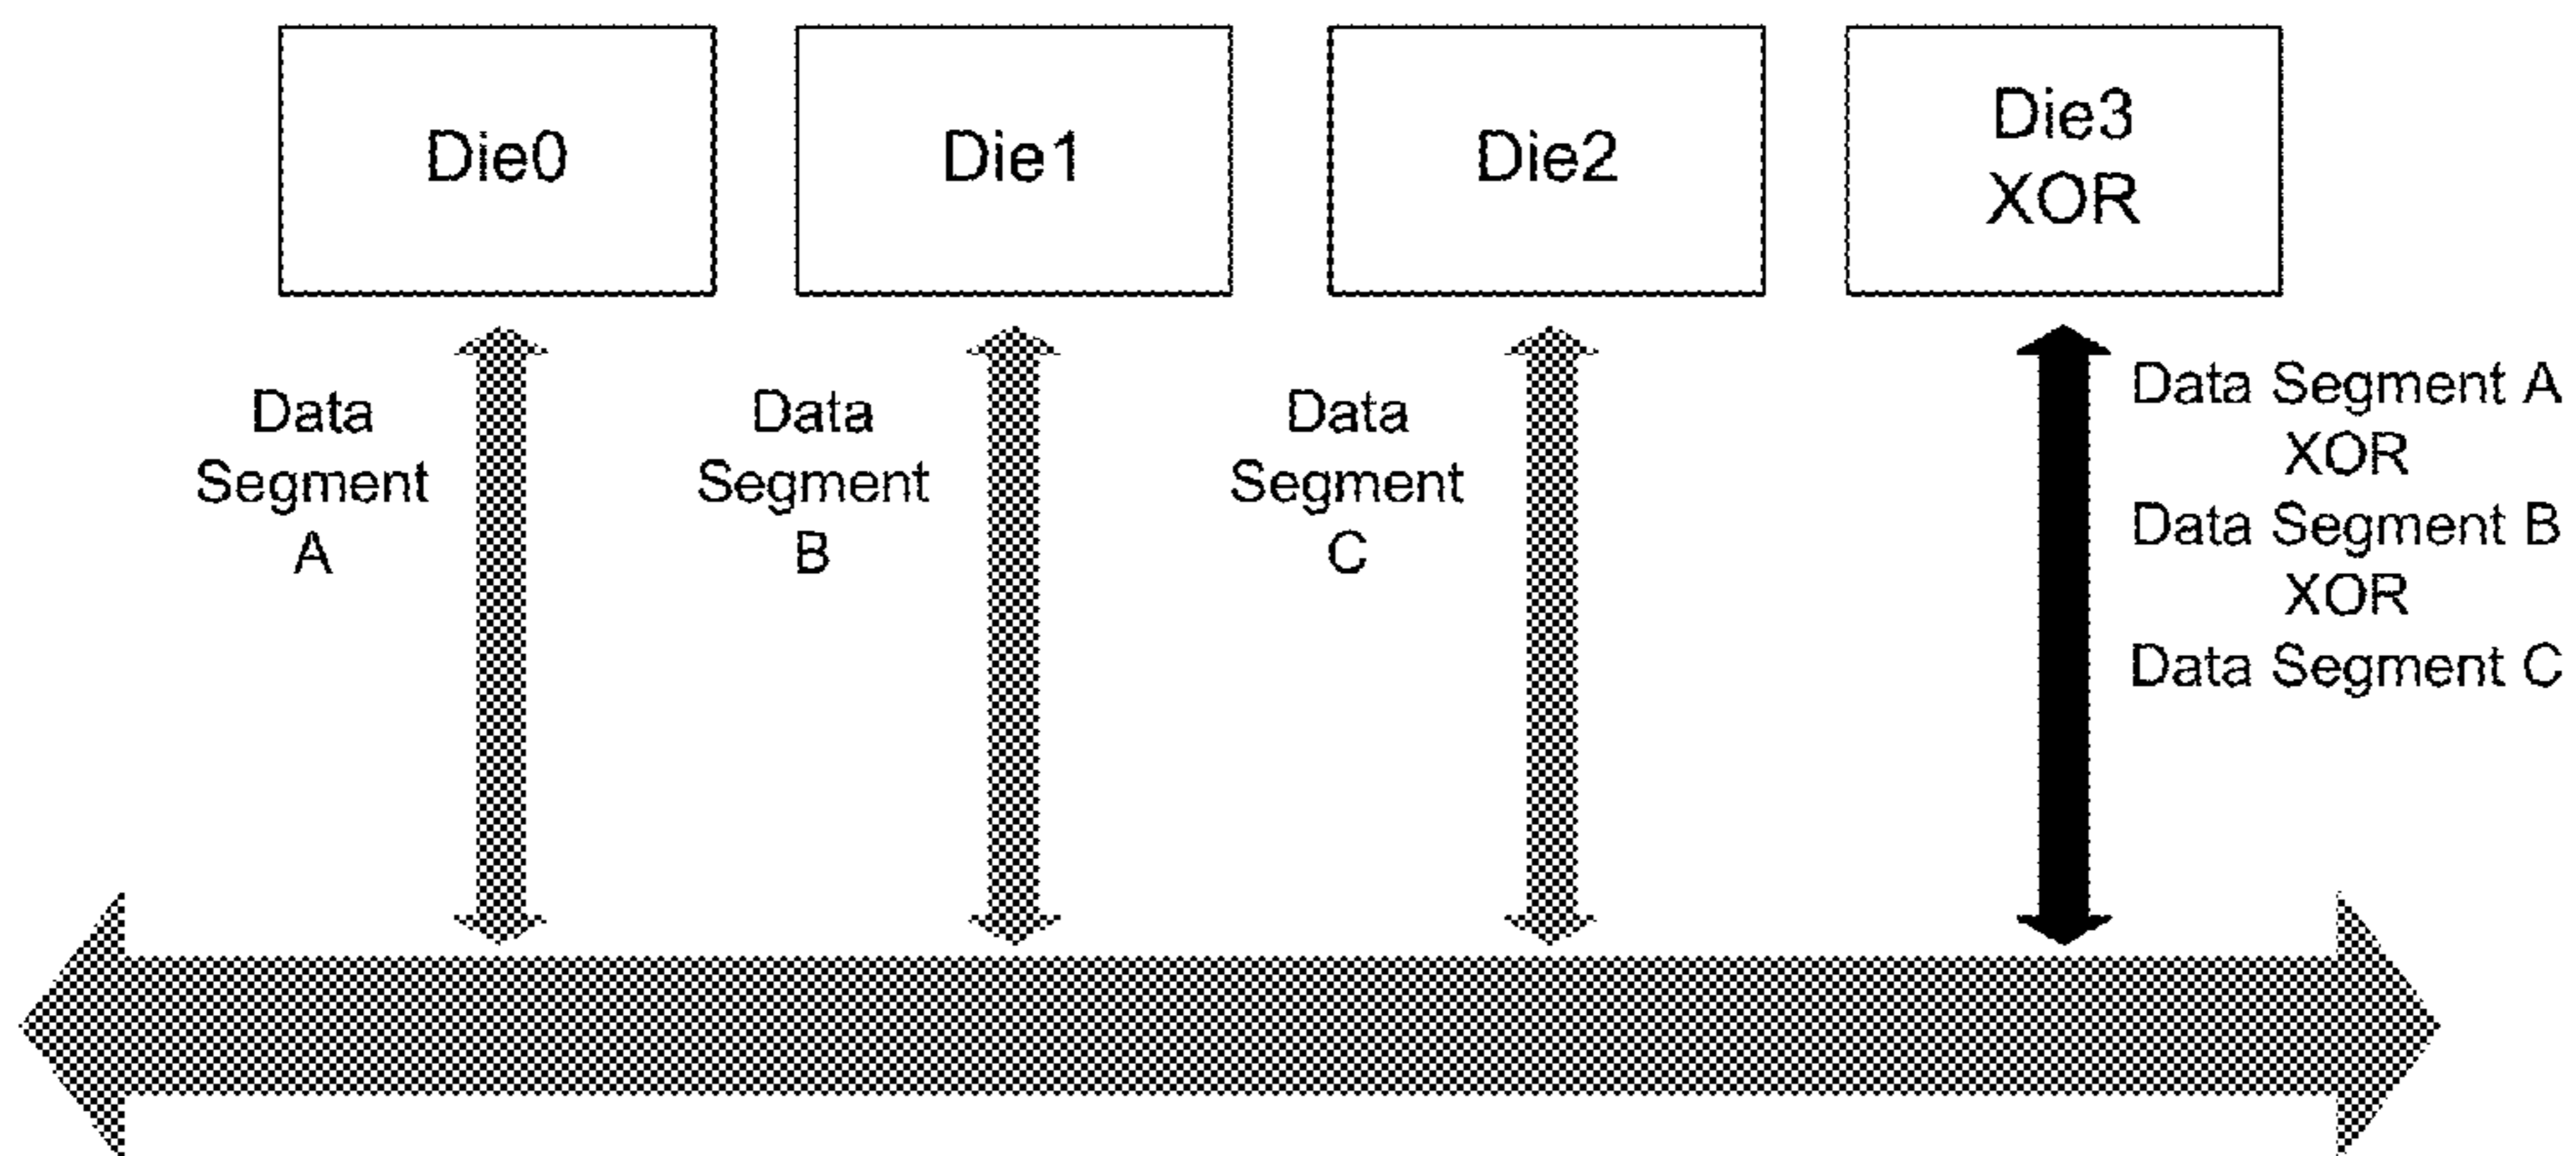 Die0
Die1
Die2
Die3
XOR
Data
Segment
A
Data
Segment
B
Data
Segment
C
Data Segment A
XOR
Data Segment B
XOR
Data Segment C